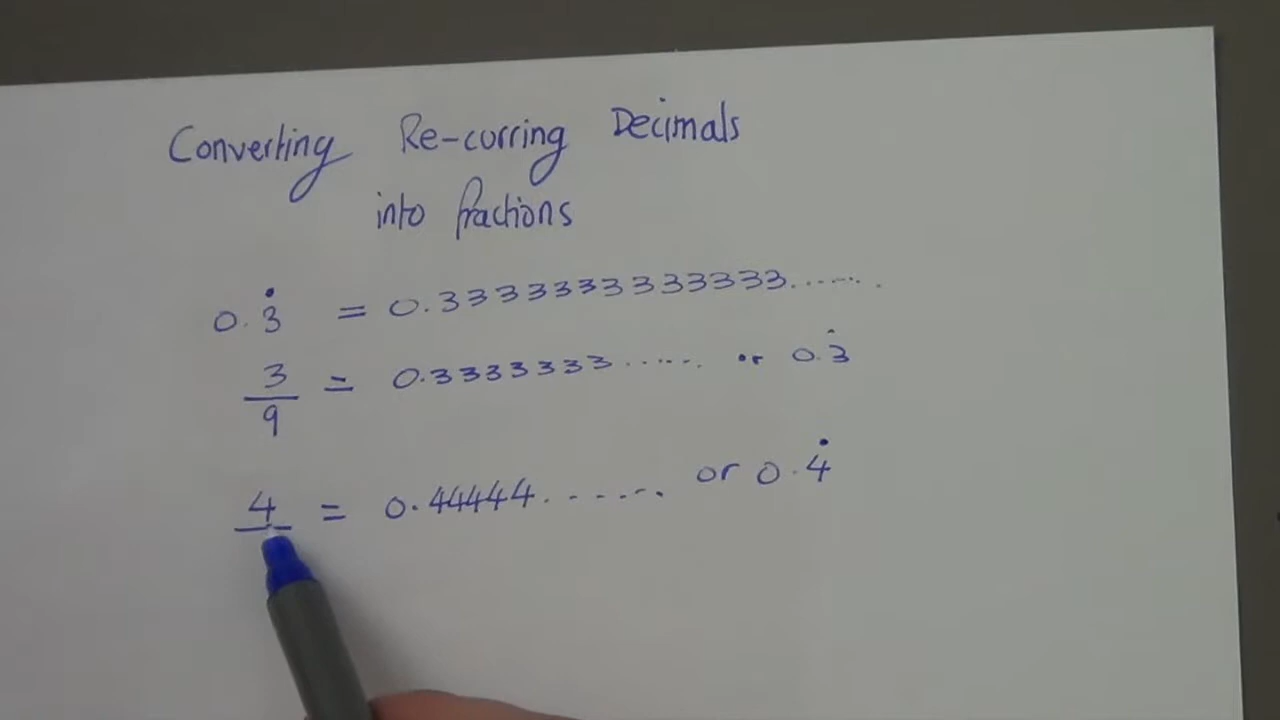 Converting Re-curring Decimals
into fractions
0.3̇ = 0.3333333333333.......
3/9 = 0.3333333...... or 0.3̇
4 = 0.44444....... or 0.4̇